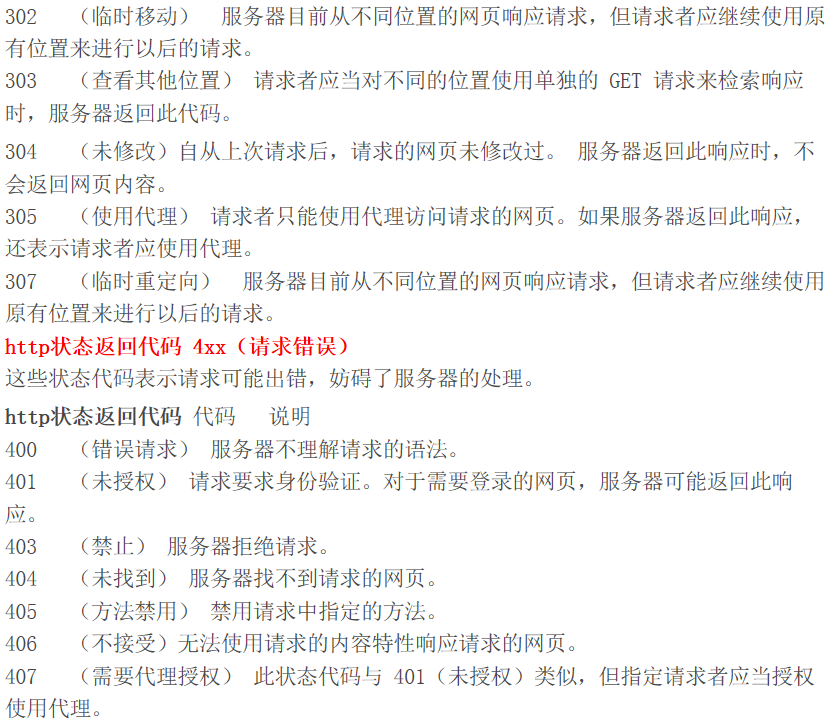 302 （临时移动） 服务器目前从不同位置的网页响应请求，但请求者应继续使用原
有位置来进行以后的请求。
303 （查看其他位置） 请求者应当对不同的位置使用单独的 GET 请求来检索响应
时，服务器返回此代码。
304 （未修改）自从上次请求后，请求的网页未修改过。 服务器返回此响应时，不
会返回网页内容。
305 （使用代理） 请求者只能使用代理访问请求的网页。如果服务器返回此响应，
还表示请求者应使用代理。
307 （临时重定向） 服务器目前从不同位置的网页响应请求，但请求者应继续使用
原有位置来进行以后的请求。
http状态返回代码 4xx（请求错误）
这些状态代码表示请求可能出错，妨碍了服务器的处理。
http状态返回代码 代码 说明
400 （错误请求） 服务器不理解请求的语法。
401 （未授权） 请求要求身份验证。对于需要登录的网页，服务器可能返回此响
应。
403 （禁止） 服务器拒绝请求。
404 （未找到） 服务器找不到请求的网页。
405 （方法禁用） 禁用请求中指定的方法。
406 （不接受）无法使用请求的内容特性响应请求的网页。
407 （需要代理授权） 此状态代码与 401（未授权）类似，但指定请求者应当授权
使用代理。